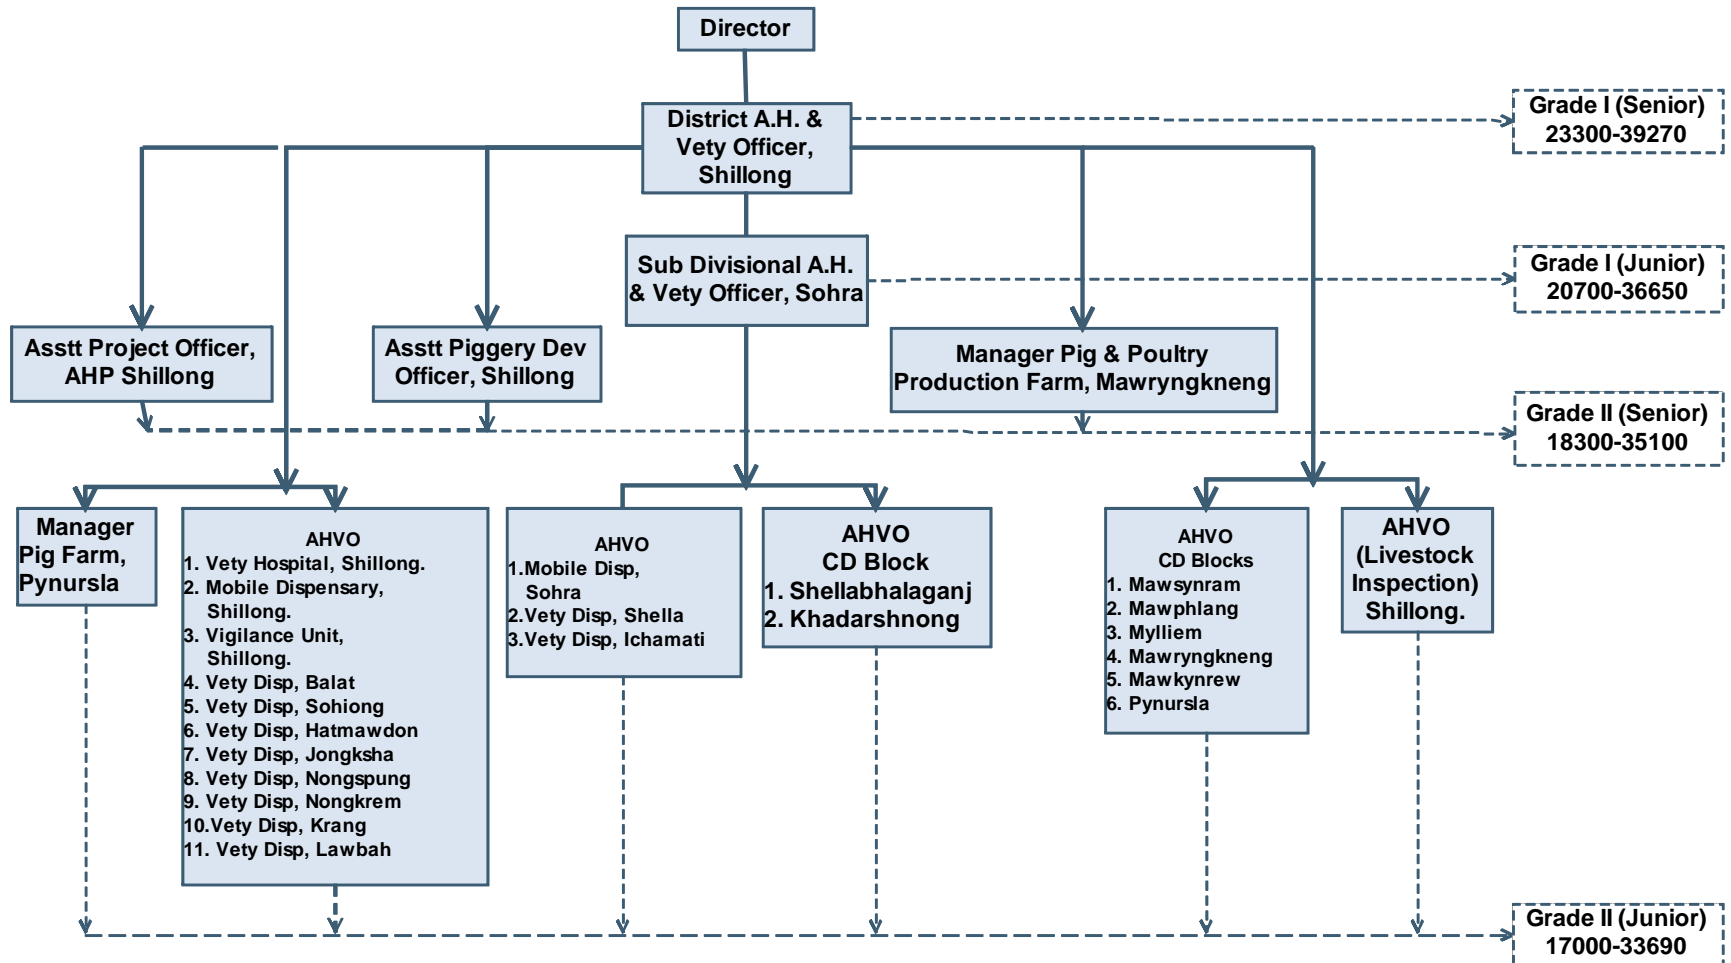 Director
District A.H. &
Vety Officer,
Shillong
Grade I (Senior)
23300-39270
Sub Divisional A.H.
& Vety Officer, Sohra
Grade I (Junior)
20700-36650
Asstt Project Officer,
AHP Shillong
Asstt Piggery Dev
Officer, Shillong
Manager Pig & Poultry
Production Farm, Mawryngkneng
Grade II (Senior)
18300-35100
Manager
Pig Farm,
Pynursla
AHVO
1. Vety Hospital, Shillong.
2. Mobile Dispensary,
Shillong.
3. Vigilance Unit,
Shillong.
4. Vety Disp, Balat
5. Vety Disp, Sohiong
6. Vety Disp, Hatmawdon
7. Vety Disp, Jongksha
8. Vety Disp, Nongspung
9. Vety Disp, Nongkrem
10.Vety Disp, Krang
11. Vety Disp, Lawbah
AHVO
1.Mobile Disp,
Sohra
2.Vety Disp, Shella
3.Vety Disp, Ichamati
AHVO
CD Block
1. Shellabhalaganj
2. Khadarshnong
AHVO
CD Blocks
1. Mawsynram
2. Mawphlang
3. Mylliem
4. Mawryngkneng
5. Mawkynrew
6. Pynursla
AHVO
(Livestock
Inspection)
Shillong.
Grade II (Junior)
17000-33690